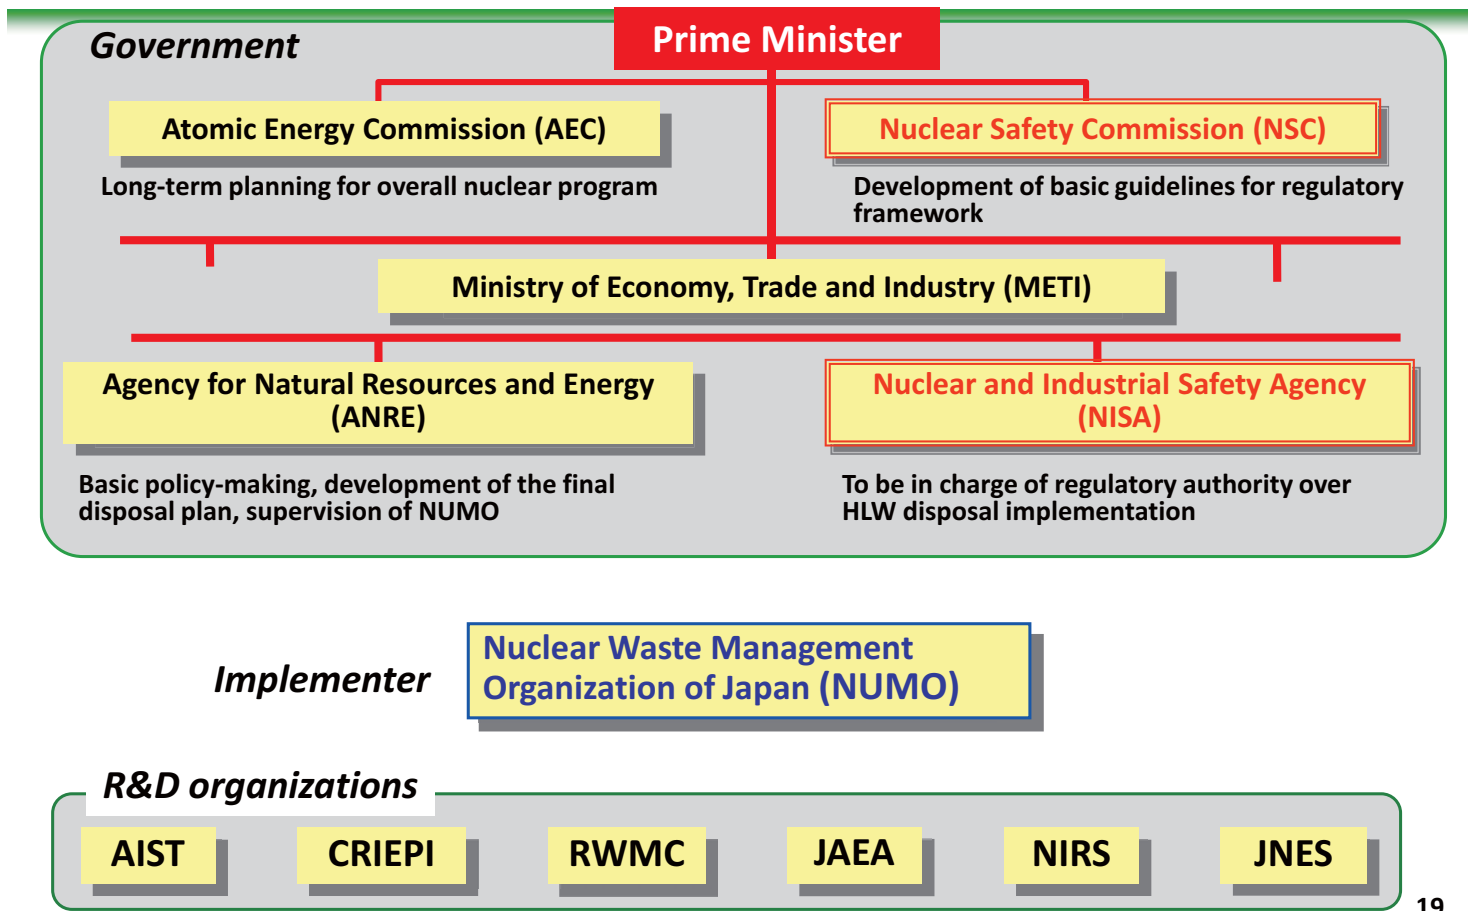 Government
Prime Minister
Atomic Energy Commission (AEC)
Nuclear Safety Commission (NSC)
Long-term planning for overall nuclear program
Development of basic guidelines for regulatory
framework
Ministry of Economy, Trade and Industry (METI)
Agency for Natural Resources and Energy
(ANRE)
Nuclear and Industrial Safety Agency
(NISA)
Basic policy-making, development of the final
disposal plan, supervision of NUMO
To be in charge of regulatory authority over
HLW disposal implementation
Implementer
Nuclear Waste Management
Organization of Japan (NUMO)
R&D organizations
AIST
CRIEPI
RWMC
JAEA
NIRS
JNES
19